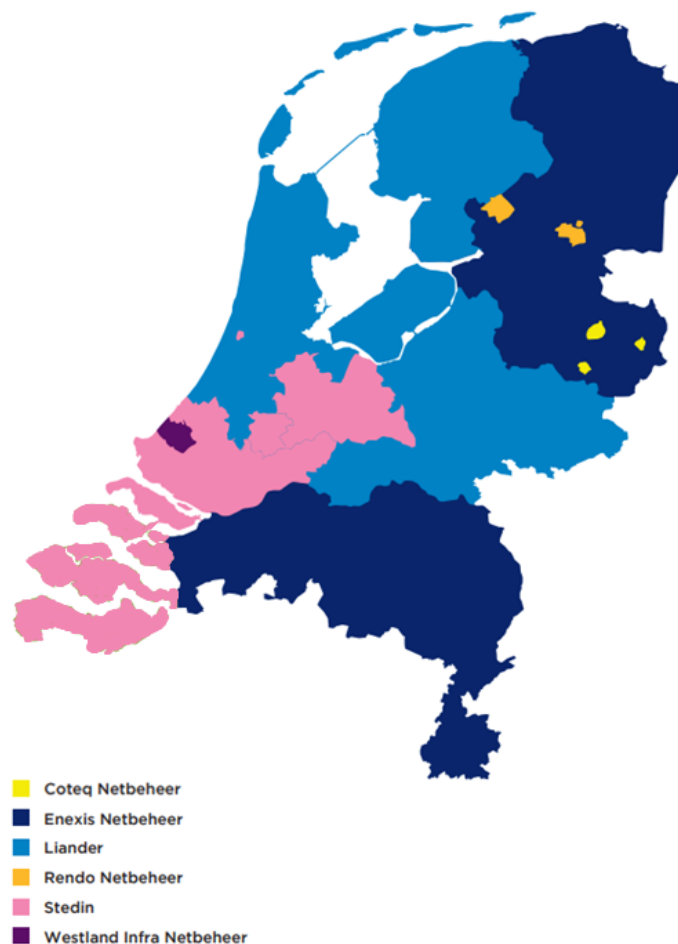 Coteq Netbeheer
Enexis Netbeheer
Liander
Rendo Netbeheer
Stedin
Westland Infra Netbeheer